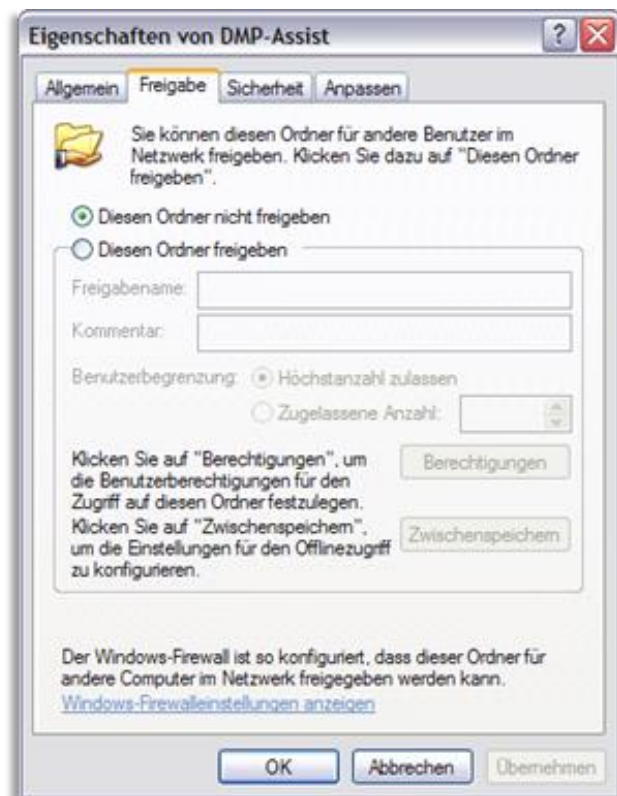 Eigenschaften von DMP-Assist
Allgemein Freigabe Sicherheit Anpassen
Sie können diesen Ordner für andere Benutzer im
Netzwerk freigeben. Klicken Sie dazu auf "Diesen Ordner
freigeben".
Diesen Ordner nicht freigeben
Diesen Ordner freigeben
Freigabename:
Kommentar:
Benutzerbegrenzung: Höchstanzahl zulassen
Zugelassene Anzahl:
Klicken Sie auf "Berechtigungen", um
die Benutzerberechtigungen für den
Zugriff auf diesen Ordner festzulegen.
Berechtigungen
Klicken Sie auf "Zwischenspeichern",
um die Einstellungen für den Offlinezugriff
zu konfigurieren.
Zwischenspeichern
Der Windows-Firewall ist so konfiguriert, dass dieser Ordner für
andere Computer im Netzwerk freigegeben werden kann.
Windows-Firewalleinstellungen anzeigen
OK Abbrechen Übernehmen